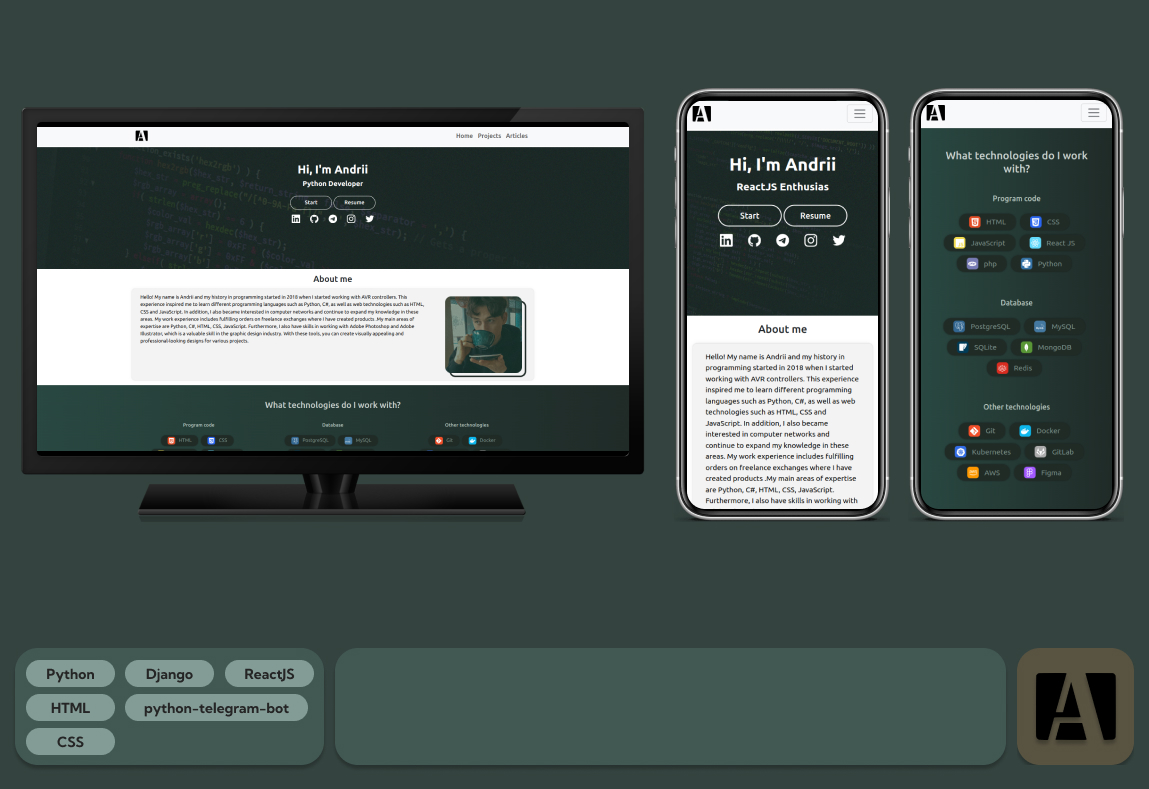 Home Projects Articles
Hi, I'm Andrii
Python Developer
Start Resume
About me
Hello! My name is Andrii and my history in programming started in 2018 when I started working with AVR controllers. This
experience inspired me to learn different programming languages such as Python, C#, as well as web technologies such as HTML,
CSS and JavaScript. In addition, I also became interested in computer networks and continue to expand my knowledge in these
areas. My work experience includes fulfilling orders on freelance exchanges where I have created products .My main areas of
expertise are Python, C#, HTML, CSS, JavaScript. Furthermore, I also have skills in working with Adobe Photoshop and Adobe
Illustrator, which is a valuable skill in the graphic design industry. With these tools, you can create visually appealing and
professional-looking designs for various projects.
What technologies do I work with?
Program code Database Other technologies
HTML CSS PostgreSQL MySQL Git Docker
A
Hi, I'm Andrii
ReactJS Enthusias
Start Resume
About me
Hello! My name is Andrii and my history in
programming started in 2018 when I started
working with AVR controllers. This experience
inspired me to learn different programming
languages such as Python, C#, as well as web
technologies such as HTML, CSS and
JavaScript. In addition, I also became
interested in computer networks and
continue to expand my knowledge in these
areas. My work experience includes fulfilling
orders on freelance exchanges where I have
created products .My main areas of expertise
are Python, C#, HTML, CSS, JavaScript.
Furthermore, I also have skills in working with
A
What technologies do I work
with?
Program code
HTML CSS
JavaScript React JS
php Python
Database
PostgreSQL MySQL
SQLite MongoDB
Redis
Other technologies
Git Docker
Kubernetes GitLab
AWS Figma
Python Django ReactJS
HTML python-telegram-bot
CSS
A